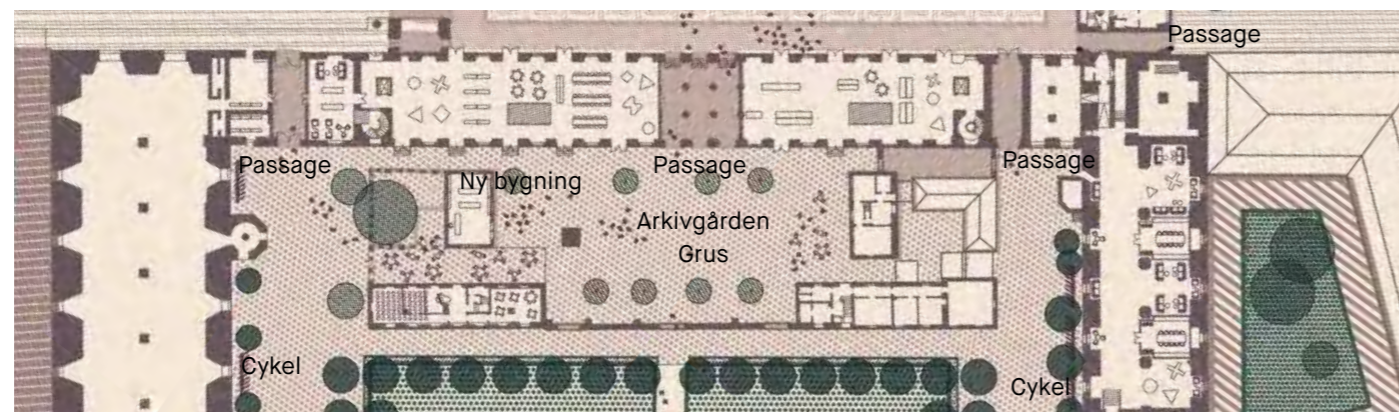 Passage
Passage
Ny bygning
Passage
Passage
Arkivgården
Grus
Cykel
Cykel